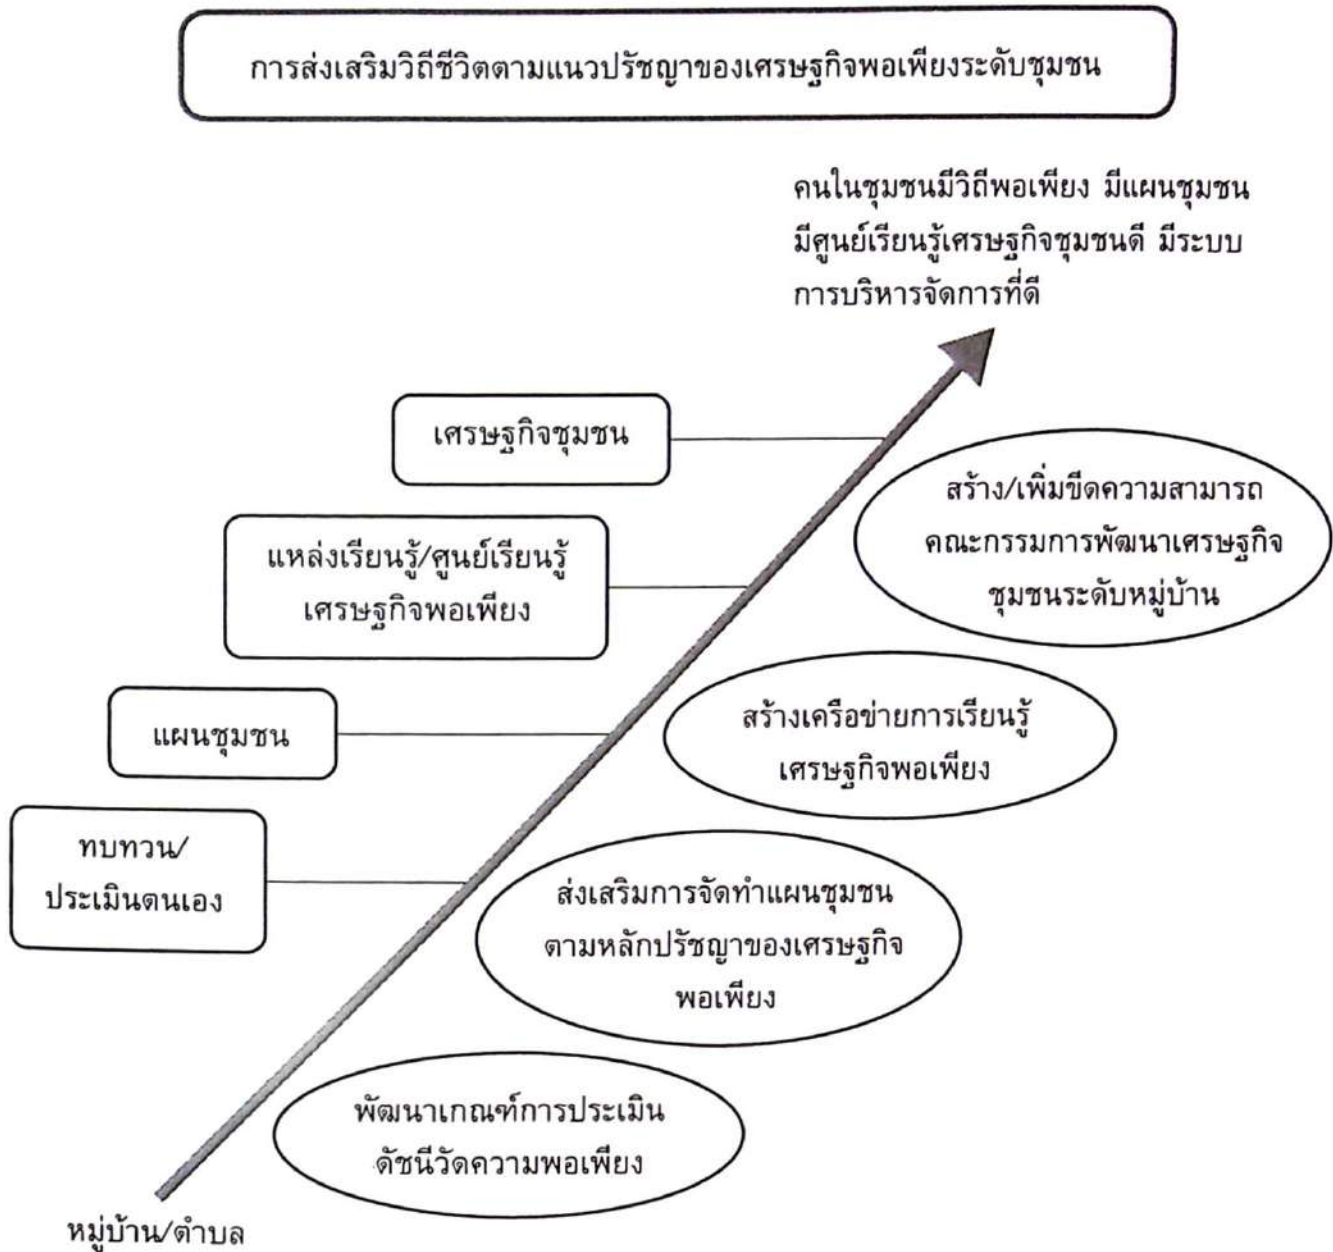 การส่งเสริมวิถีชีวิตตามแนวปรัชญาของเศรษฐกิจพอเพียงระดับชุมชน
คนในชุมชนมีวิถีพอเพียง มีแผนชุมชน
มีศูนย์เรียนรู้เศรษฐกิจชุมชนดี มีระบบ
การบริหารจัดการที่ดี
เศรษฐกิจชุมชน
สร้าง/เพิ่มขีดความสามารถ
คณะกรรมการพัฒนาเศรษฐกิจ
ชุมชนระดับหมู่บ้าน
แหล่งเรียนรู้/ศูนย์เรียนรู้
เศรษฐกิจพอเพียง
สร้างเครือข่ายการเรียนรู้
เศรษฐกิจพอเพียง
แผนชุมชน
ทบทวน/
ประเมินตนเอง
ส่งเสริมการจัดทำแผนชุมชน
ตามหลักปรัชญาของเศรษฐกิจ
พอเพียง
พัฒนาเกณฑ์การประเมิน
ดัชนีวัดความพอเพียง
หมู่บ้าน/ตำบล